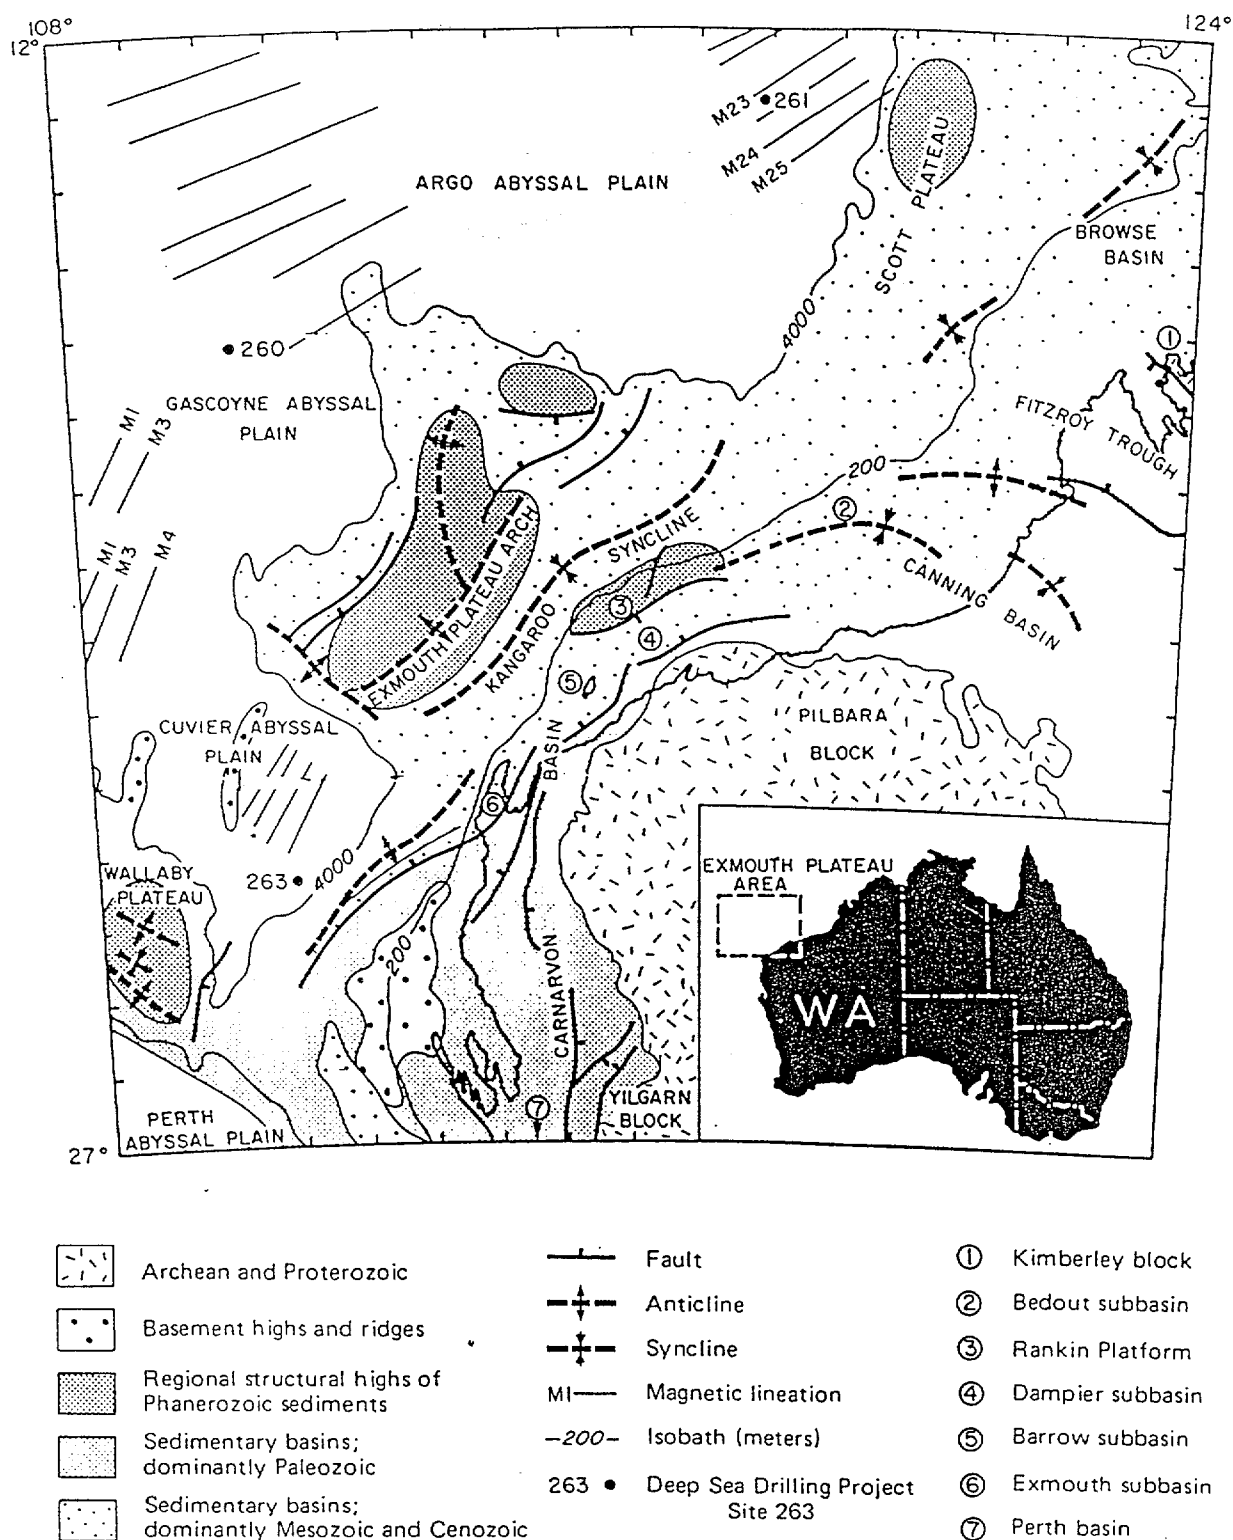 108°
124°
12°
M23
261
M24
M25
ARGO ABYSSAL PLAIN
SCOTT PLATEAU
BROWSE
BASIN
4000
1
260
GASCOYNE ABYSSAL
PLAIN
FITZROY TROUGH
M1
M3
200
2
SYNCLINE
M1
M3
M4
EXMOUTH PLATEAU ARCH
KANGAROO
CANNING BASIN
3
4
5
CUVIER ABYSSAL
PLAIN
BASIN
PILBARA
BLOCK
6
WALLABY
PLATEAU
263
4000
EXMOUTH PLATEAU
AREA
200
CARNARVON
WA
PERTH
ABYSSAL PLAIN
7
YILGARN
BLOCK
27°
Archean and Proterozoic
Basement highs and ridges
Regional structural highs of
Phanerozoic sediments
Sedimentary basins;
dominantly Paleozoic
Sedimentary basins;
dominantly Mesozoic and Cenozoic
Fault
Anticline
Syncline
M1 Magnetic lineation
-200- Isobath (meters)
263 • Deep Sea Drilling Project
Site 263
1 Kimberley block
2 Bedout subbasin
3 Rankin Platform
4 Dampier subbasin
5 Barrow subbasin
6 Exmouth subbasin
7 Perth basin